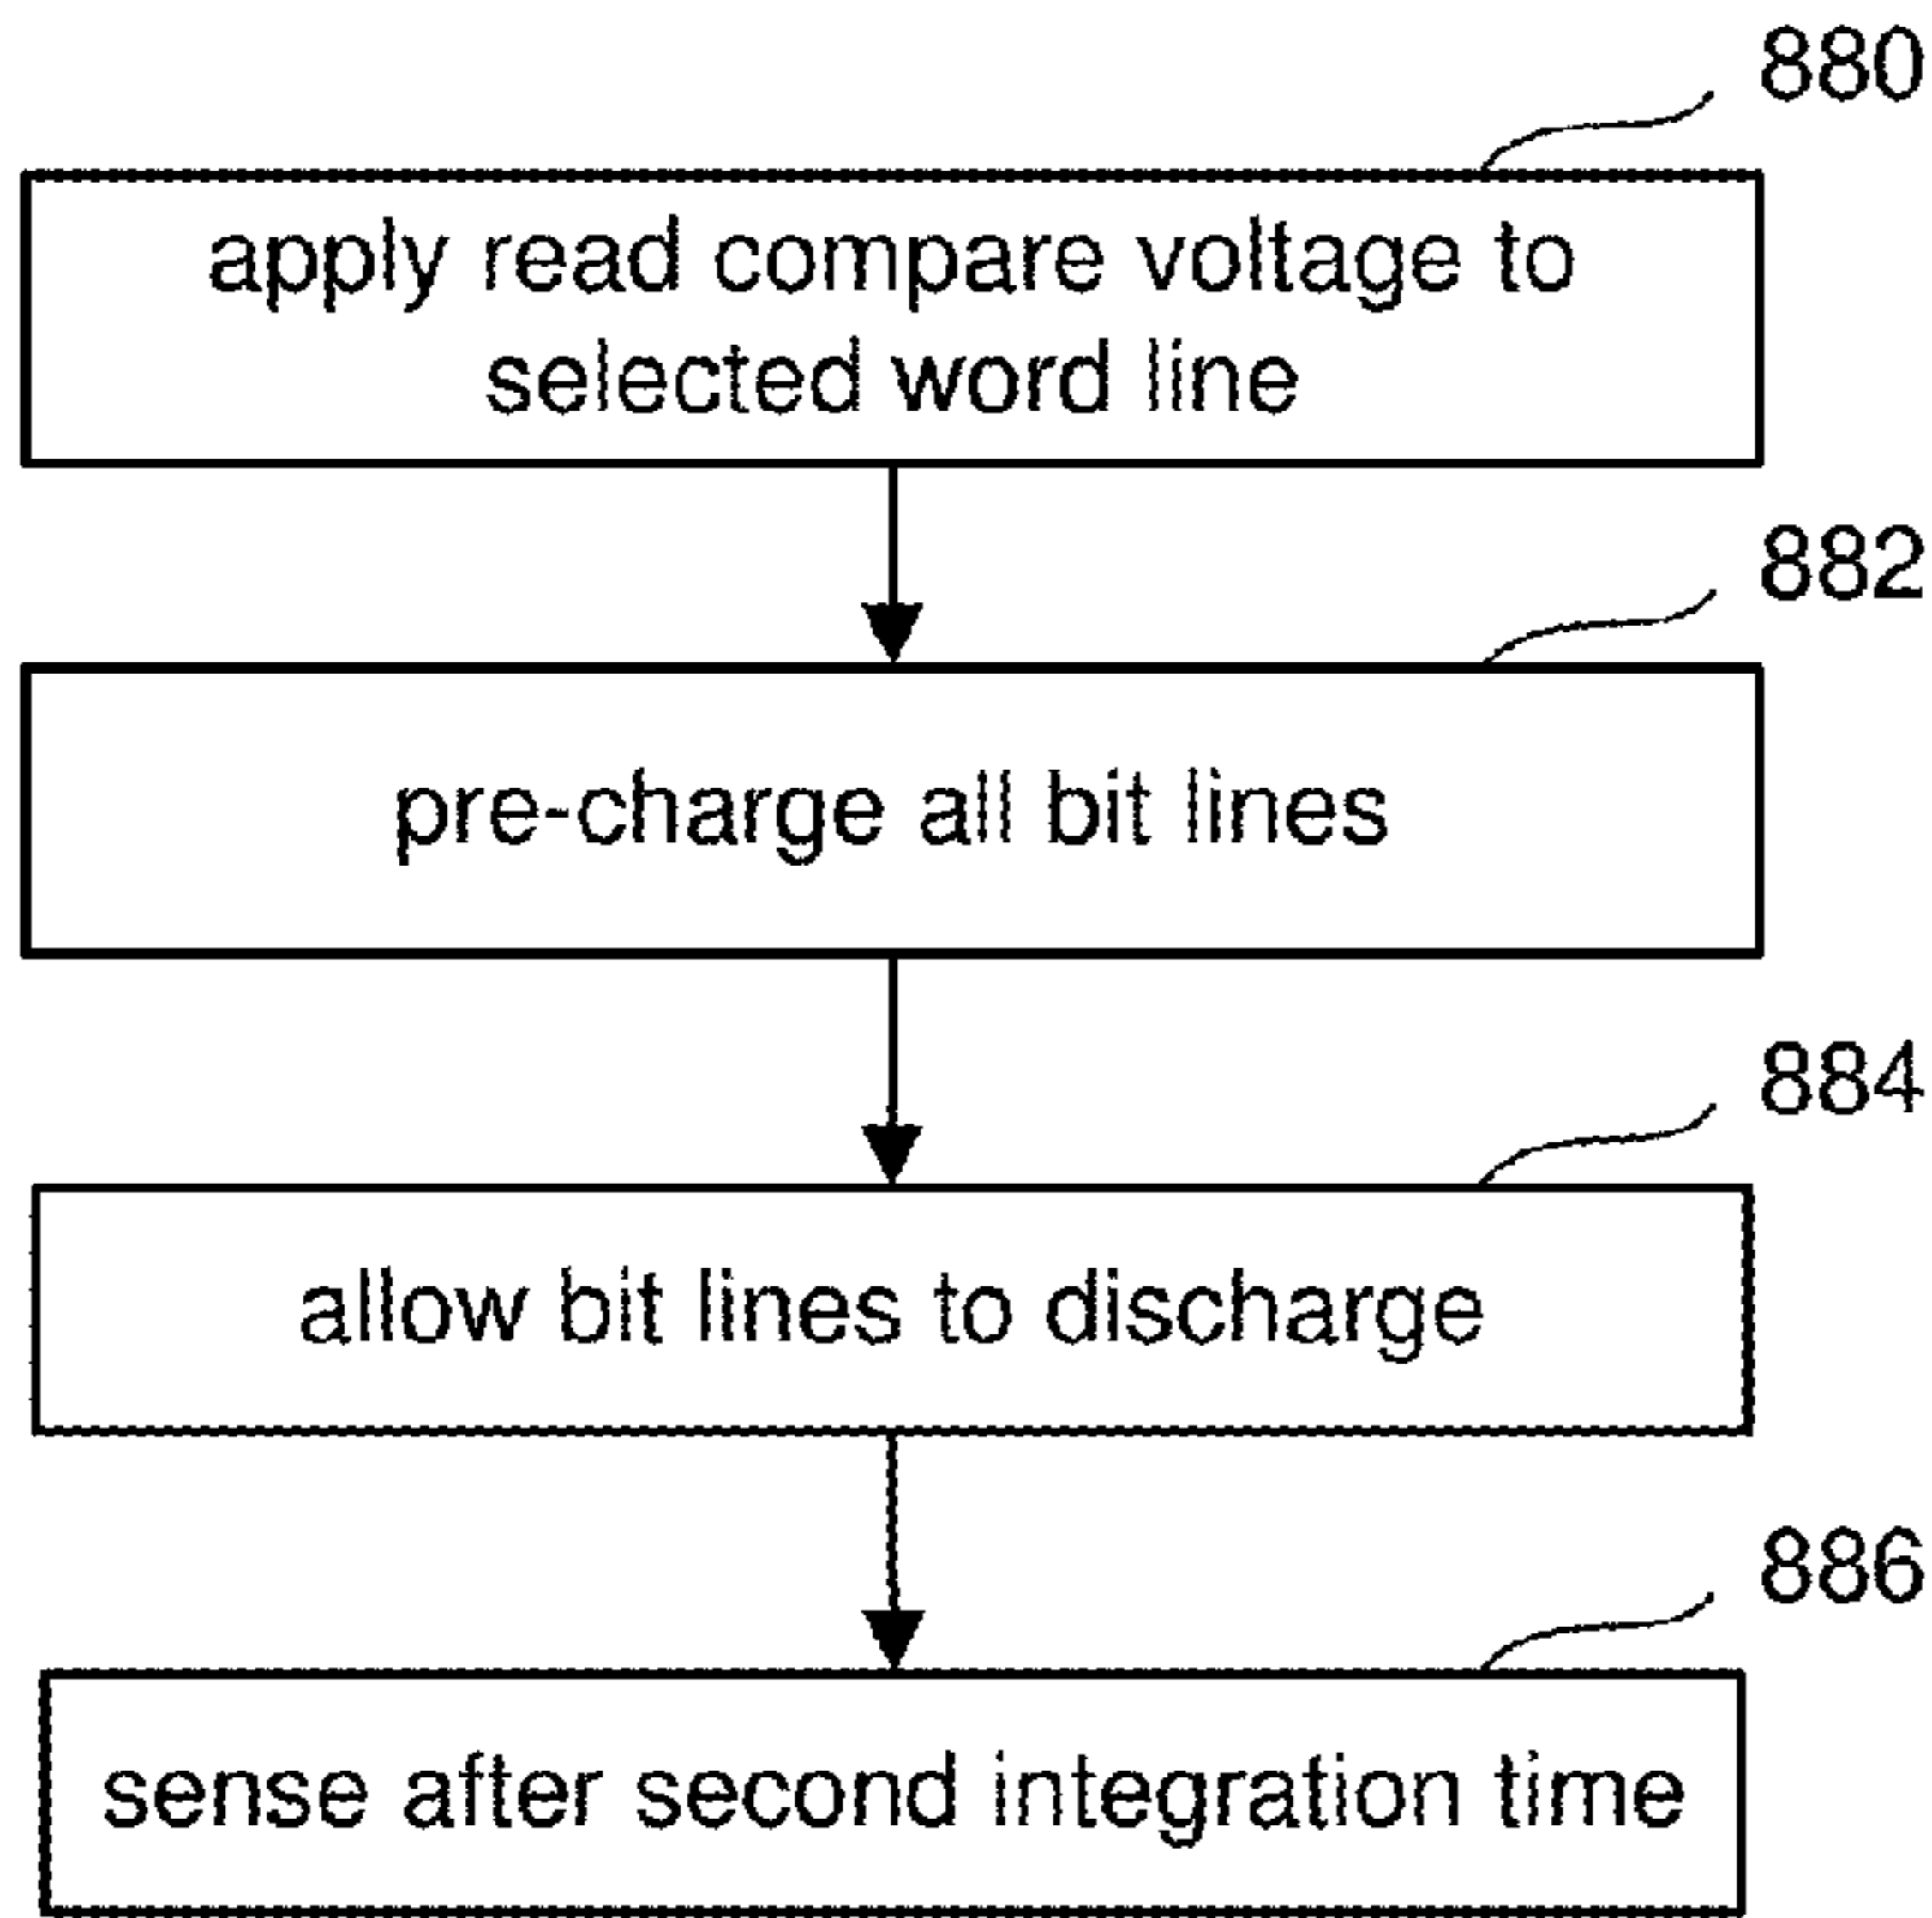 880
apply read compare voltage to
selected word line
882
pre-charge all bit lines
884
allow bit lines to discharge
886
sense after second integration time